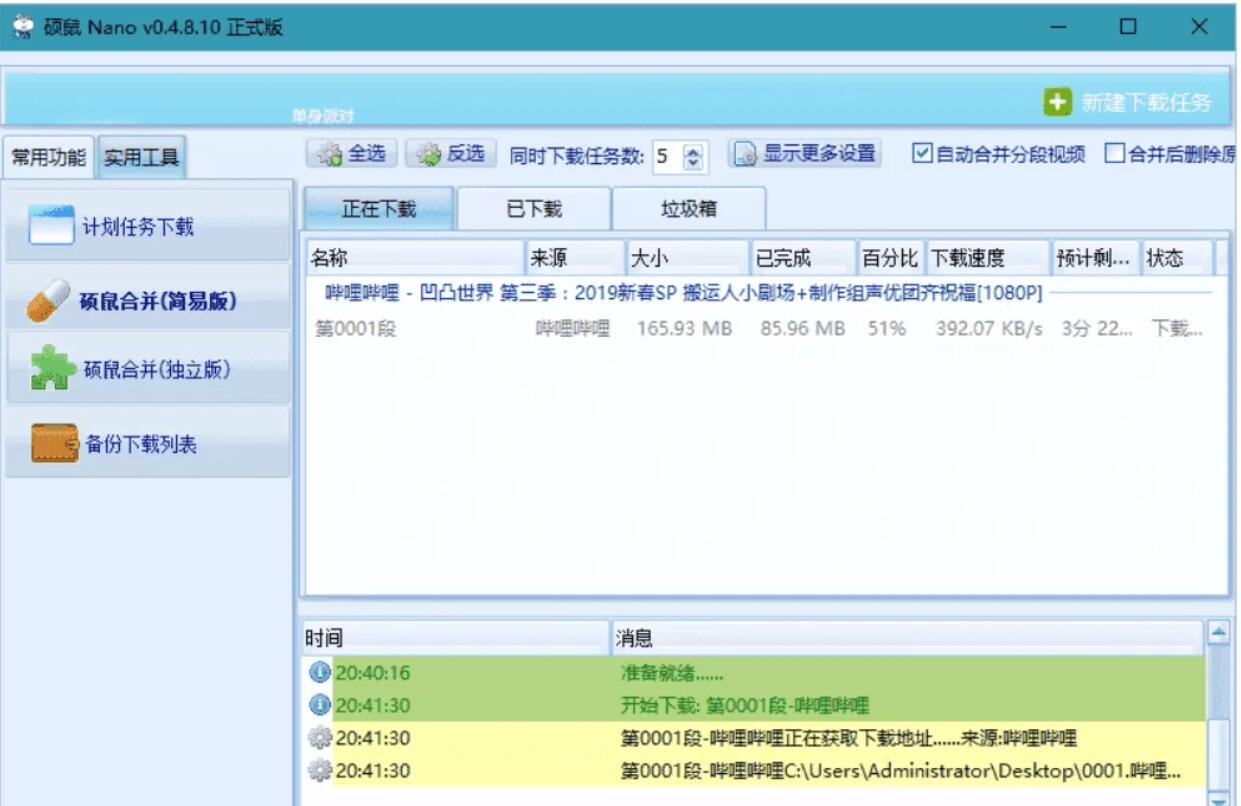 硕鼠 Nano v0.4.8.10 正式版
新建下载任务
单身派对
常用功能 实用工具
全选 反选 同时下载任务数: 5 显示更多设置 自动合并分段视频 合并后删除原
计划任务下载
硕鼠合并(简易版)
硕鼠合并(独立版)
备份下载列表
正在下载 已下载 垃圾箱
名称 来源 大小 已完成 百分比 下载速度 预计剩... 状态
哔哩哔哩 - 凹凸世界 第三季：2019新春SP 搬运人小剧场+制作组声优团齐祝福[1080P]
第0001段 哔哩哔哩 165.93 MB 85.96 MB 51% 392.07 KB/s 3分 22... 下载...
时间 消息
20:40:16 准备就绪......
20:41:30 开始下载: 第0001段-哔哩哔哩
20:41:30 第0001段-哔哩哔哩正在获取下载地址......来源:哔哩哔哩
20:41:30 第0001段-哔哩哔哩C:\Users\Administrator\Desktop\0001.哔哩...